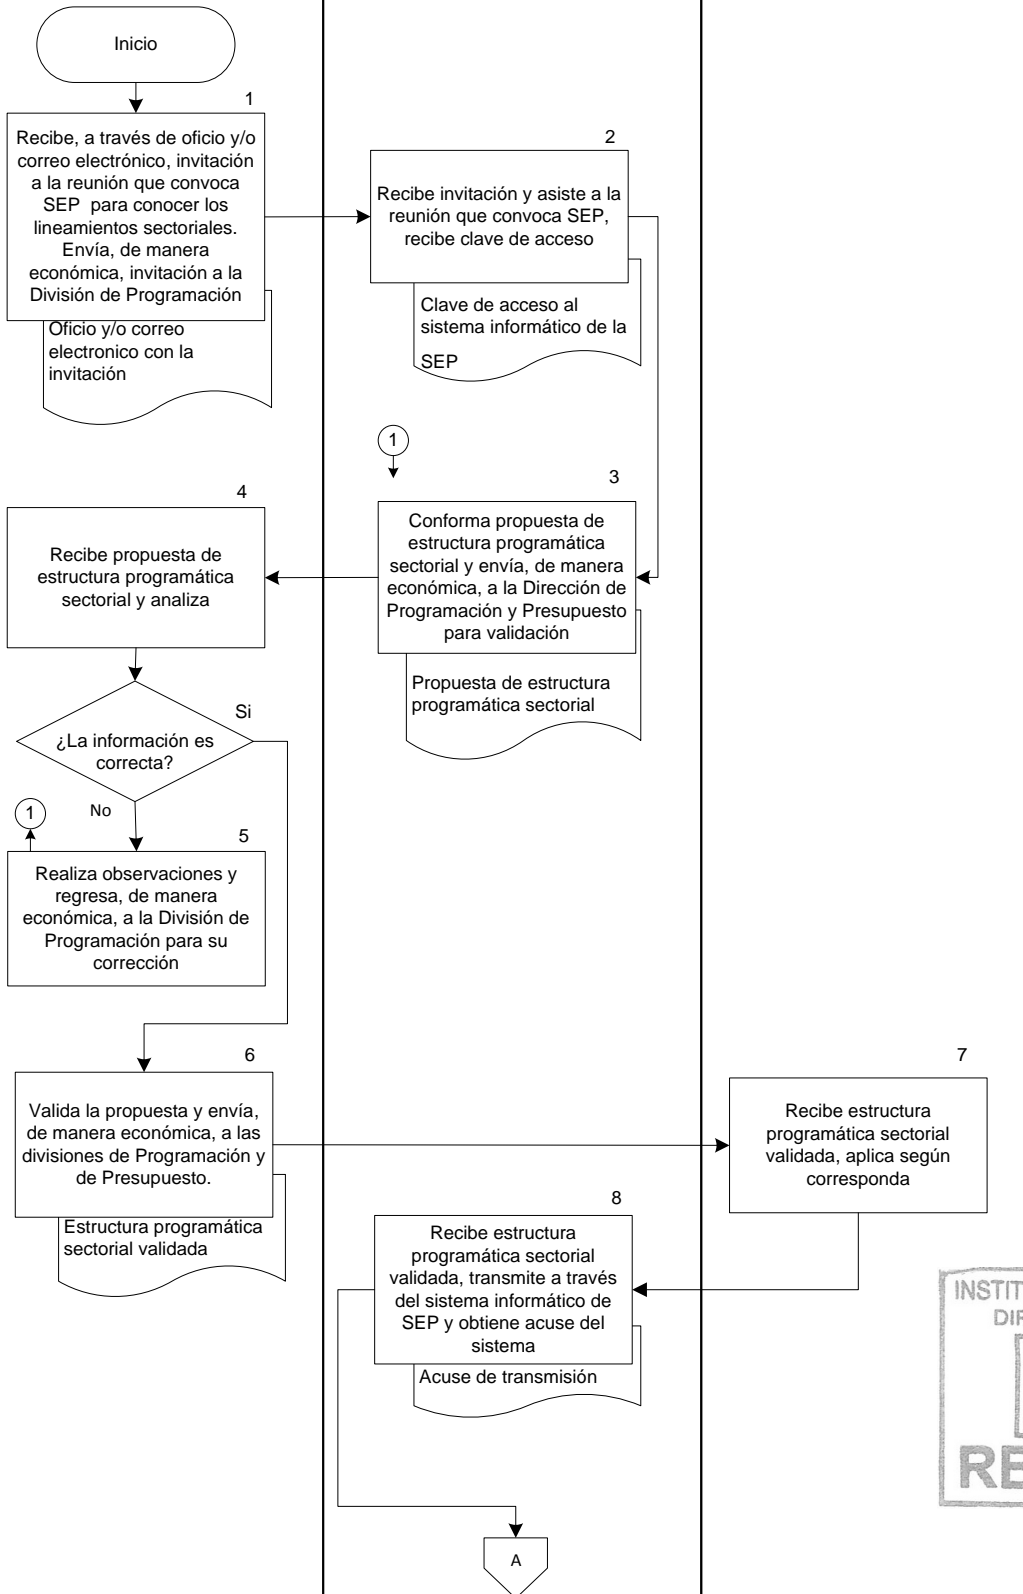 Inicio
1
Recibe, a través de oficio y/o
correo electrónico, invitación
a la reunión que convoca
SEP para conocer los
lineamientos sectoriales.
Envía, de manera
económica, invitación a la
División de Programación
Oficio y/o correo
electronico con la
invitación
2
Recibe invitación y asiste a la
reunión que convoca SEP,
recibe clave de acceso
Clave de acceso al
sistema informático de la
SEP
1
3
Conforma propuesta de
estructura programática
sectorial y envía, de manera
económica, a la Dirección de
Programación y Presupuesto
para validación
Propuesta de estructura
programática sectorial
4
Recibe propuesta de
estructura programática
sectorial y analiza
¿La información es
correcta?
Si
No
1
5
Realiza observaciones y
regresa, de manera
económica, a la División de
Programación para su
corrección
6
Valida la propuesta y envía,
de manera económica, a las
divisiones de Programación y
de Presupuesto.
Estructura programática
sectorial validada
7
Recibe estructura
programática sectorial
validada, aplica según
corresponda
8
Recibe estructura
programática sectorial
validada, transmite a través
del sistema informático de
SEP y obtiene acuse del
sistema
Acuse de transmisión
A